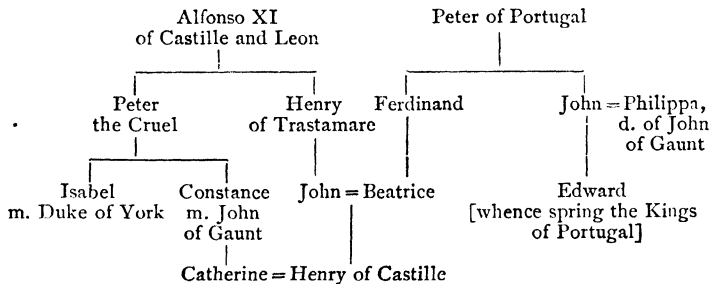 Alfonso XI Peter of Portugal
of Castille and Leon
Peter Henry Ferdinand John = Philippa,
the Cruel of Trastamare d. of John
of Gaunt
Isabel Constance John = Beatrice Edward
m. Duke of York m. John [whence spring the Kings
of Gaunt of Portugal]
Catherine = Henry of Castille